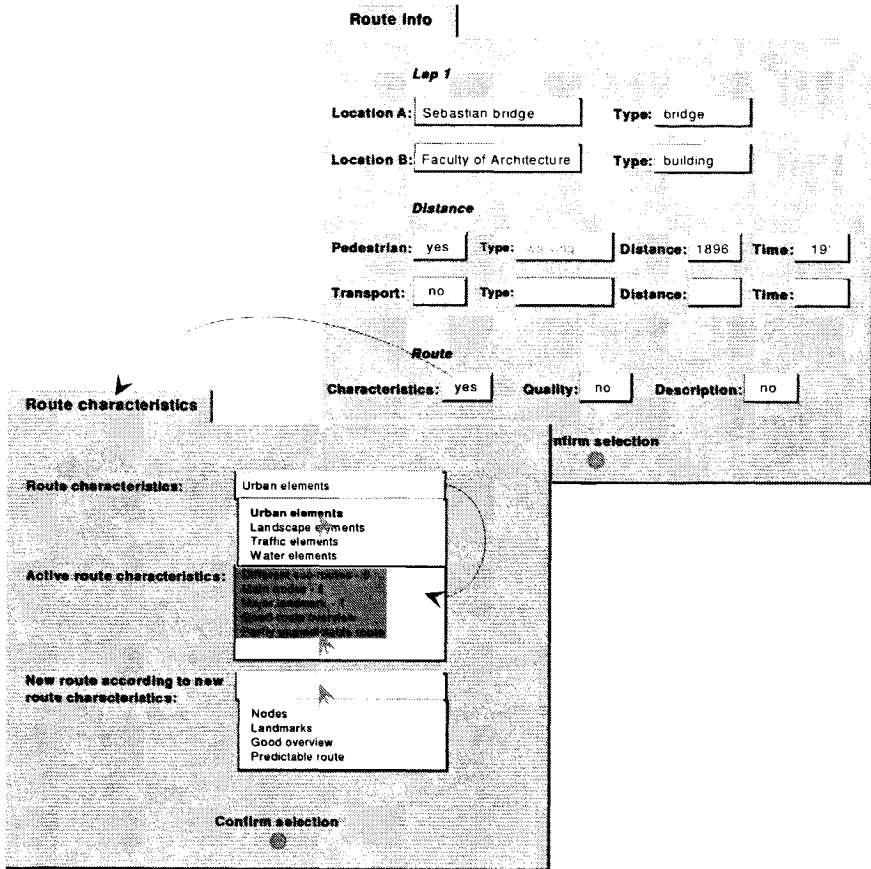 Route info
Lap 1
Location A: Sebastian bridge Type: bridge
Location B: Faculty of Architecture Type: building
Distance
Pedestrian: yes Type: Distance: 1896 Time: 19'
Transport: no Type: Distance: Time:
Route
Characteristics: yes Quality: no Description: no
nfirm selection
Route characteristics
Route characteristics: Urban elements
Urban elements
Landscape elements
Traffic elements
Water elements
Active route characteristics:
New route according to new
route characteristics:
Nodes
Landmarks
Good overview
Predictable route
Confirm selection